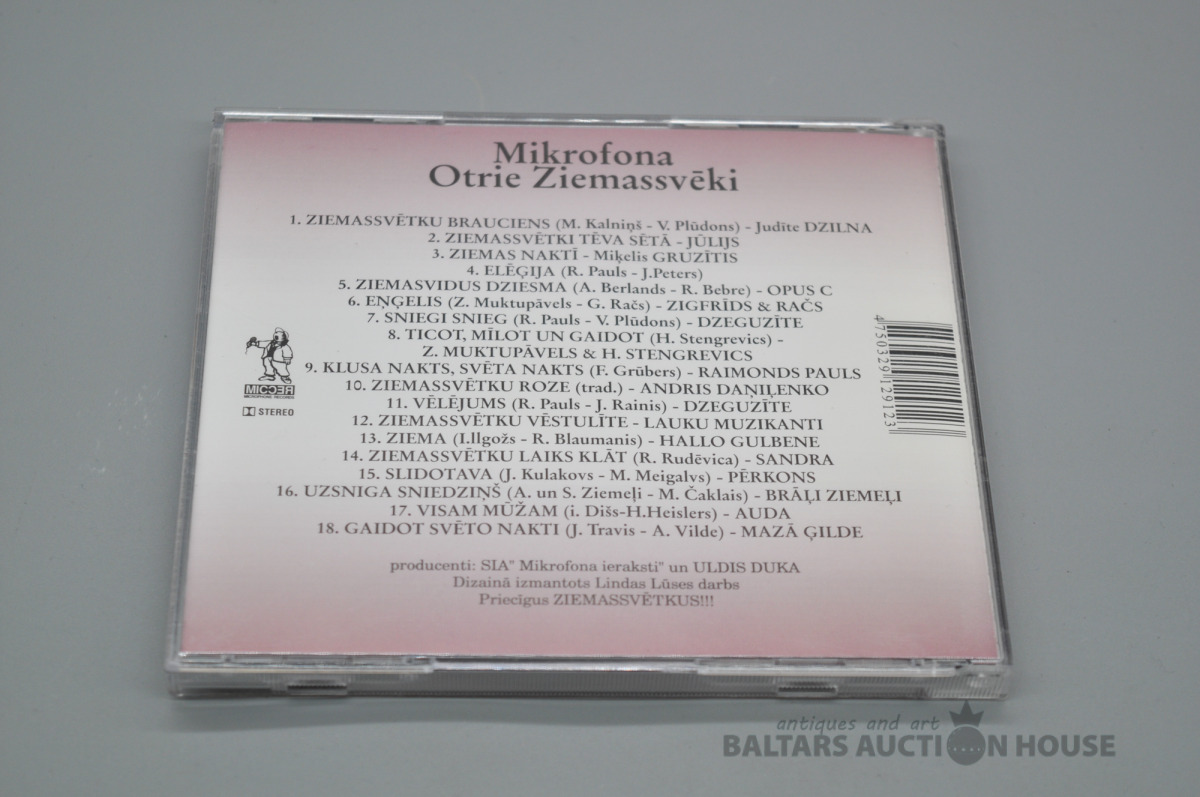 Mikrofona
Otrie Ziemassvēki
1. ZIEMASSVĒTKU BRAUCIENS (M. Kalniņš - V. Plūdons) - Judīte DZILNA
2. ZIEMASSVĒTKI TĒVA SĒTĀ - JŪLIJS
3. ZIEMAS NAKTĪ - Miķelis GRUZĪTIS
4. ELĒĢIJA (R. Pauls - J.Peters)
5. ZIEMASVIDUS DZIESMA (A. Berlands - R. Bebre) - OPUS C
6. EŅĢELIS (Z. Muktupāvels - G. Račs) - ZIGFRĪDS & RAČS
7. SNIEGI SNIEG (R. Pauls - V. Plūdons) - DZEGUZĪTE
8. TICOT, MĪLOT UN GAIDOT (H. Stengrevics) -
Z. MUKTUPĀVELS & H. STENGREVICS
9. KLUSA NAKTS, SVĒTA NAKTS (F. Grūbers) - RAIMONDS PAULS
10. ZIEMASSVĒTKU ROZE (trad.) - ANDRIS DAŅIĻENKO
11. VĒLĒJUMS (R. Pauls - J. Rainis) - DZEGUZĪTE
12. ZIEMASSVĒTKU VĒSTULĪTE - LAUKU MUZIKANTI
13. ZIEMA (I.Ilgožs - R. Blaumanis) - HALLO GULBENE
14. ZIEMASSVĒTKU LAIKS KLĀT (R. Rudēvica) - SANDRA
15. SLIDOTAVA (J. Kulakovs - M. Meigalvs) - PĒRKONS
16. UZSNIGA SNIEDZIŅŠ (A. un S. Ziemeļi - M. Čaklais) - BRĀĻI ZIEMEĻI
17. VISAM MŪŽAM (i. Dišs-H.Heislers) - AUDA
18. GAIDOT SVĒTO NAKTI (J. Travis - A. Vilde) - MAZĀ ĢILDE
producenti: SIA" Mikrofona ieraksti" un ULDIS DUKA
Dizainā izmantots Lindas Lūses darbs
Priecīgus ZIEMASSVĒTKUS!!!
MICROPHONE RECORDS
STEREO
4750329129123
antiques and art
BALTARS AUCTION HOUSE